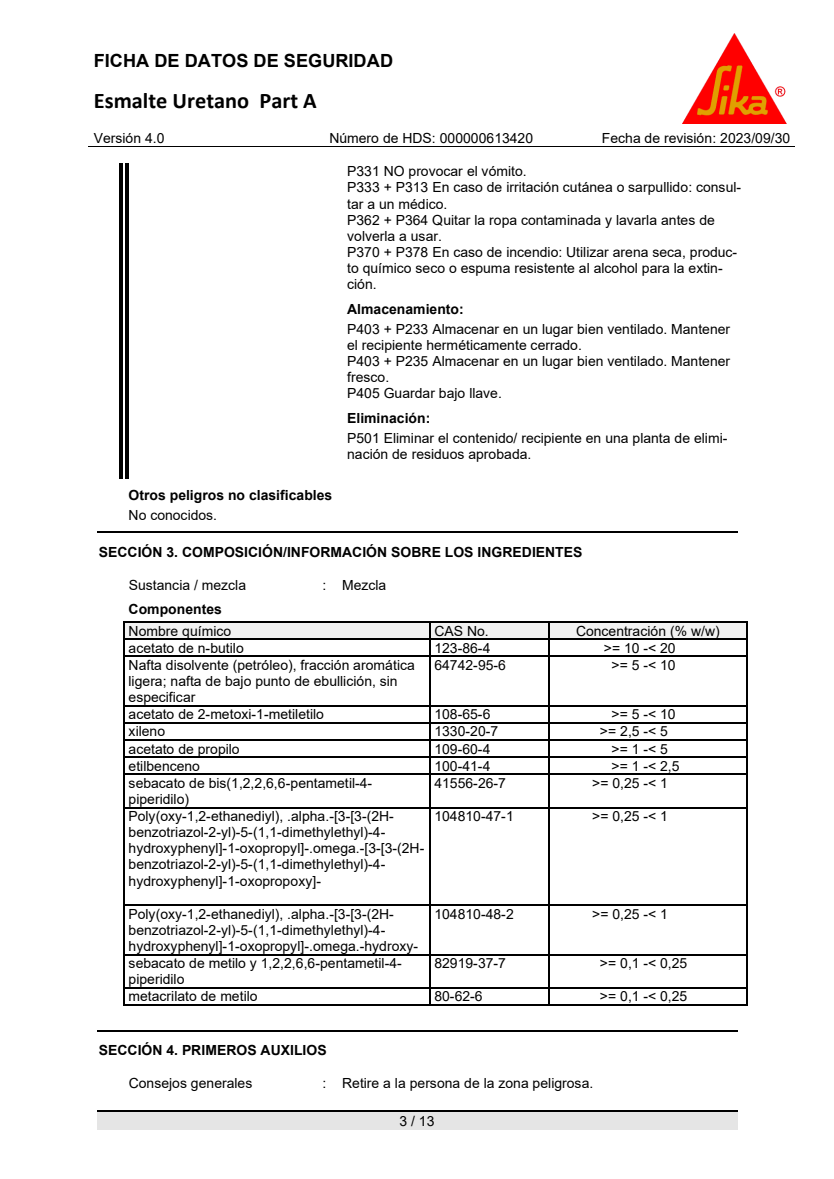 FICHA DE DATOS DE SEGURIDAD
Esmalte Uretano Part A
Sika ®
Versión 4.0 Número de HDS: 000000613420 Fecha de revisión: 2023/09/30
P331 NO provocar el vómito.
P333 + P313 En caso de irritación cutánea o sarpullido: consul-
tar a un médico.
P362 + P364 Quitar la ropa contaminada y lavarla antes de
volverla a usar.
P370 + P378 En caso de incendio: Utilizar arena seca, produc-
to químico seco o espuma resistente al alcohol para la extin-
ción.
Almacenamiento:
P403 + P233 Almacenar en un lugar bien ventilado. Mantener
el recipiente herméticamente cerrado.
P403 + P235 Almacenar en un lugar bien ventilado. Mantener
fresco.
P405 Guardar bajo llave.
Eliminación:
P501 Eliminar el contenido/ recipiente en una planta de elimi-
nación de residuos aprobada.
Otros peligros no clasificables
No conocidos.
SECCIÓN 3. COMPOSICIÓN/INFORMACIÓN SOBRE LOS INGREDIENTES
Sustancia / mezcla : Mezcla
Componentes
Nombre químico CAS No. Concentración (% w/w)
acetato de n-butilo 123-86-4 >= 10 -< 20
Nafta disolvente (petróleo), fracción aromática 64742-95-6 >= 5 -< 10
ligera; nafta de bajo punto de ebullición, sin
especificar
acetato de 2-metoxi-1-metiletilo 108-65-6 >= 5 -< 10
xileno 1330-20-7 >= 2,5 -< 5
acetato de propilo 109-60-4 >= 1 -< 5
etilbenceno 100-41-4 >= 1 -< 2,5
sebacato de bis(1,2,2,6,6-pentametil-4- 41556-26-7 >= 0,25 -< 1
piperidilo)
Poly(oxy-1,2-ethanediyl), .alpha.-[3-[3-(2H- 104810-47-1 >= 0,25 -< 1
benzotriazol-2-yl)-5-(1,1-dimethylethyl)-4-
hydroxyphenyl]-1-oxopropyl]-.omega.-[3-[3-(2H-
benzotriazol-2-yl)-5-(1,1-dimethylethyl)-4-
hydroxyphenyl]-1-oxopropoxy]-
Poly(oxy-1,2-ethanediyl), .alpha.-[3-[3-(2H- 104810-48-2 >= 0,25 -< 1
benzotriazol-2-yl)-5-(1,1-dimethylethyl)-4-
hydroxyphenyl]-1-oxopropyl]-.omega.-hydroxy-
sebacato de metilo y 1,2,2,6,6-pentametil-4- 82919-37-7 >= 0,1 -< 0,25
piperidilo
metacrilato de metilo 80-62-6 >= 0,1 -< 0,25
SECCIÓN 4. PRIMEROS AUXILIOS
Consejos generales : Retire a la persona de la zona peligrosa.
3 / 13